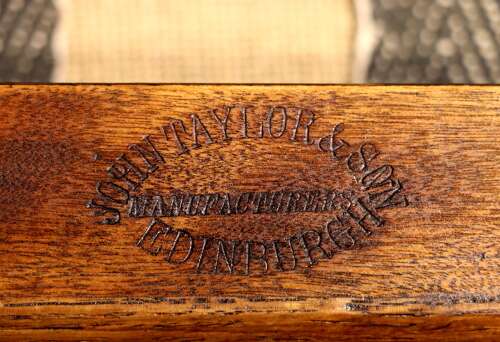 JOHN TAYLOR & SON
MANUFACTURERS
EDINBURGH